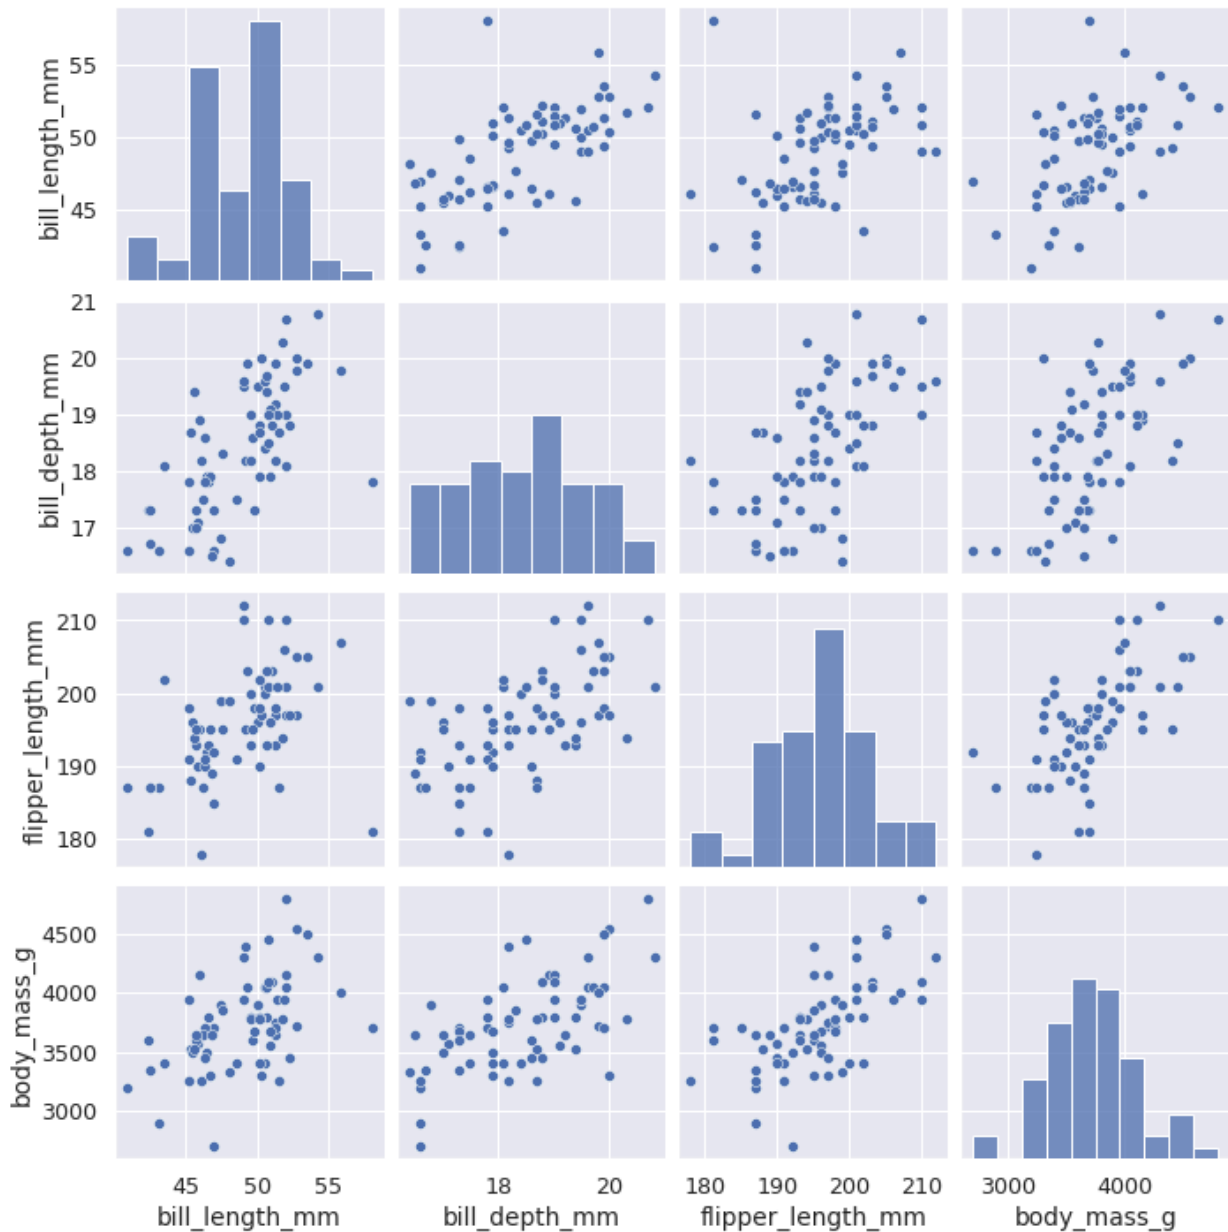 bill_length_mm
55
50
45
bill_depth_mm
21
20
19
18
17
flipper_length_mm
210
200
190
180
body_mass_g
4500
4000
3500
3000
45 50 55
18 20
180 190 200 210
3000 4000
bill_length_mm
bill_depth_mm
flipper_length_mm
body_mass_g